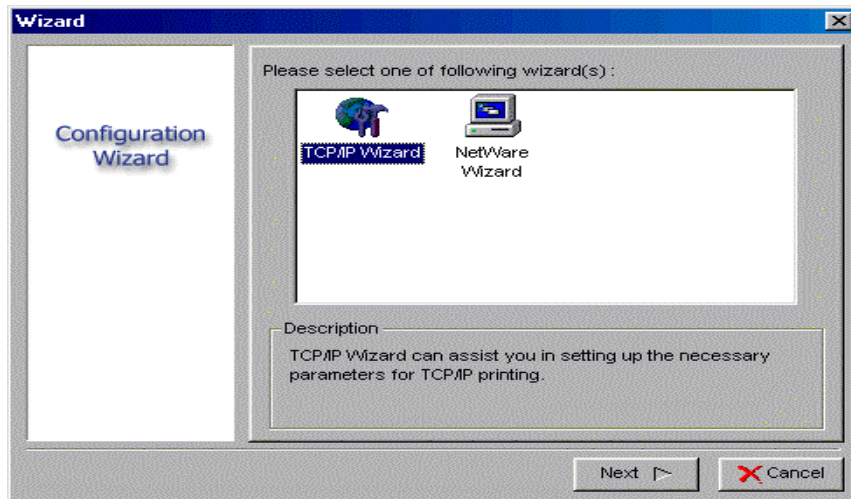 Wizard
Configuration
Wizard
Please select one of following wizard(s) :
TCP/IP Wizard
NetWare
Wizard
Description
TCP/IP Wizard can assist you in setting up the necessary
parameters for TCP/IP printing.
Next
Cancel